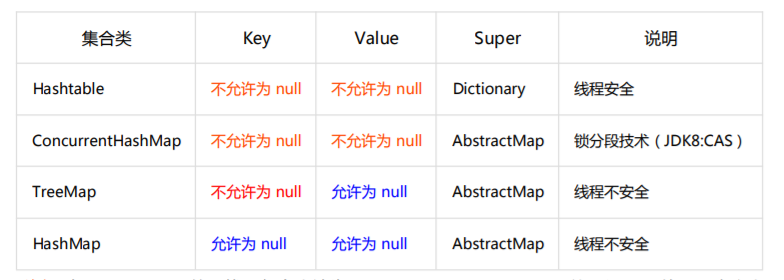 集合类 Key Value Super 说明
Hashtable 不允许为 null 不允许为 null Dictionary 线程安全
ConcurrentHashMap 不允许为 null 不允许为 null AbstractMap 锁分段技术（JDK8:CAS）
TreeMap 不允许为 null 允许为 null AbstractMap 线程不安全
HashMap 允许为 null 允许为 null AbstractMap 线程不安全